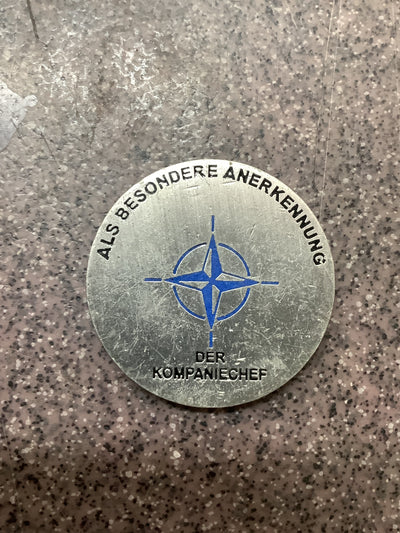 ALS BESONDERE ANERKENNUNG
DER
KOMPANIECHEF